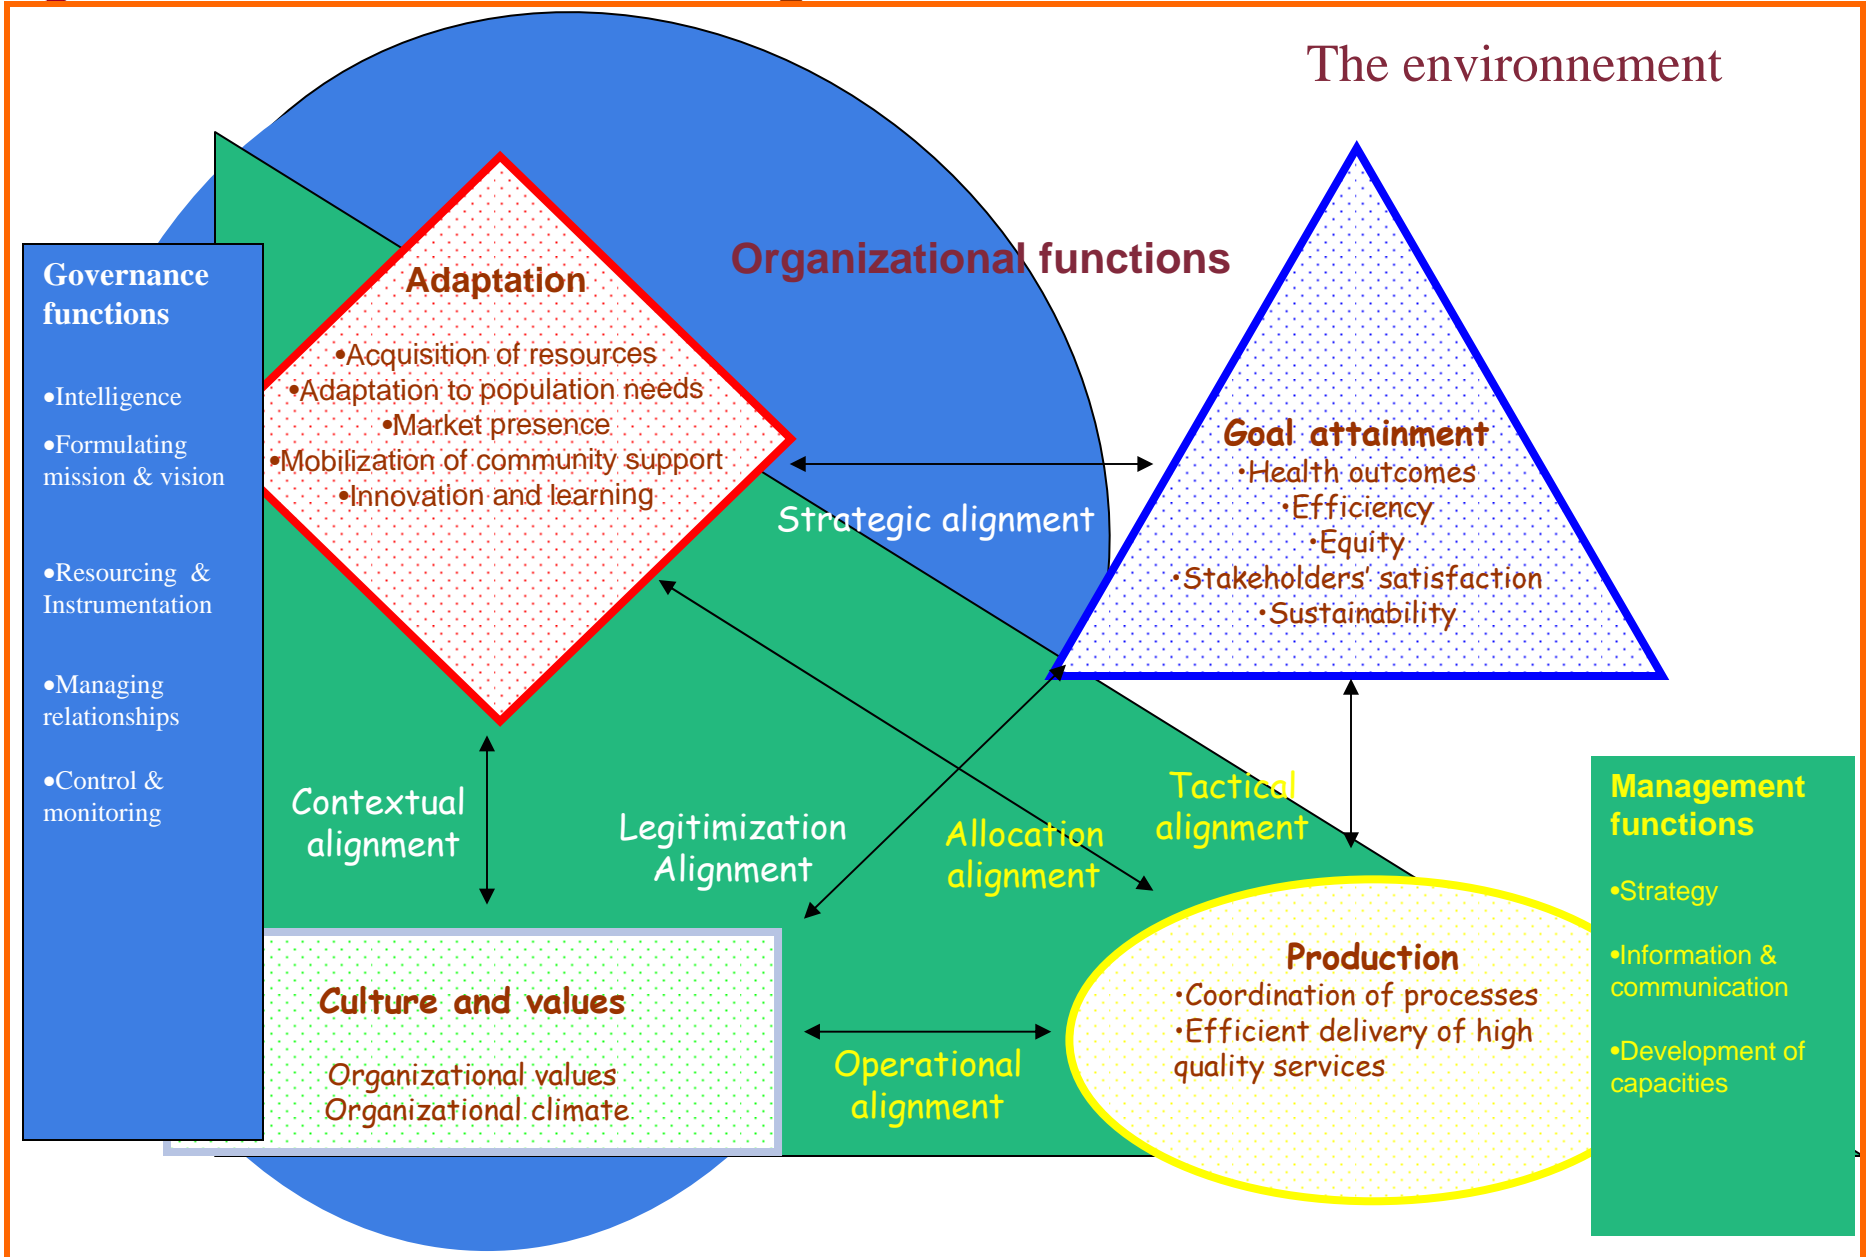 The environnement
Organizational functions
Governance
functions
•Intelligence
•Formulating
mission & vision
•Resourcing &
Instrumentation
•Managing
relationships
•Control &
monitoring
Adaptation
•Acquisition of resources
•Adaptation to population needs
•Market presence
•Mobilization of community support
•Innovation and learning
Goal attainment
•Health outcomes
•Efficiency
•Equity
•Stakeholders’ satisfaction
•Sustainability
Strategic alignment
Contextual
alignment
Legitimization
Alignment
Allocation
alignment
Tactical
alignment
Culture and values
Organizational values
Organizational climate
Operational
alignment
Production
•Coordination of processes
•Efficient delivery of high
quality services
Management
functions
•Strategy
•Information &
communication
•Development of
capacities